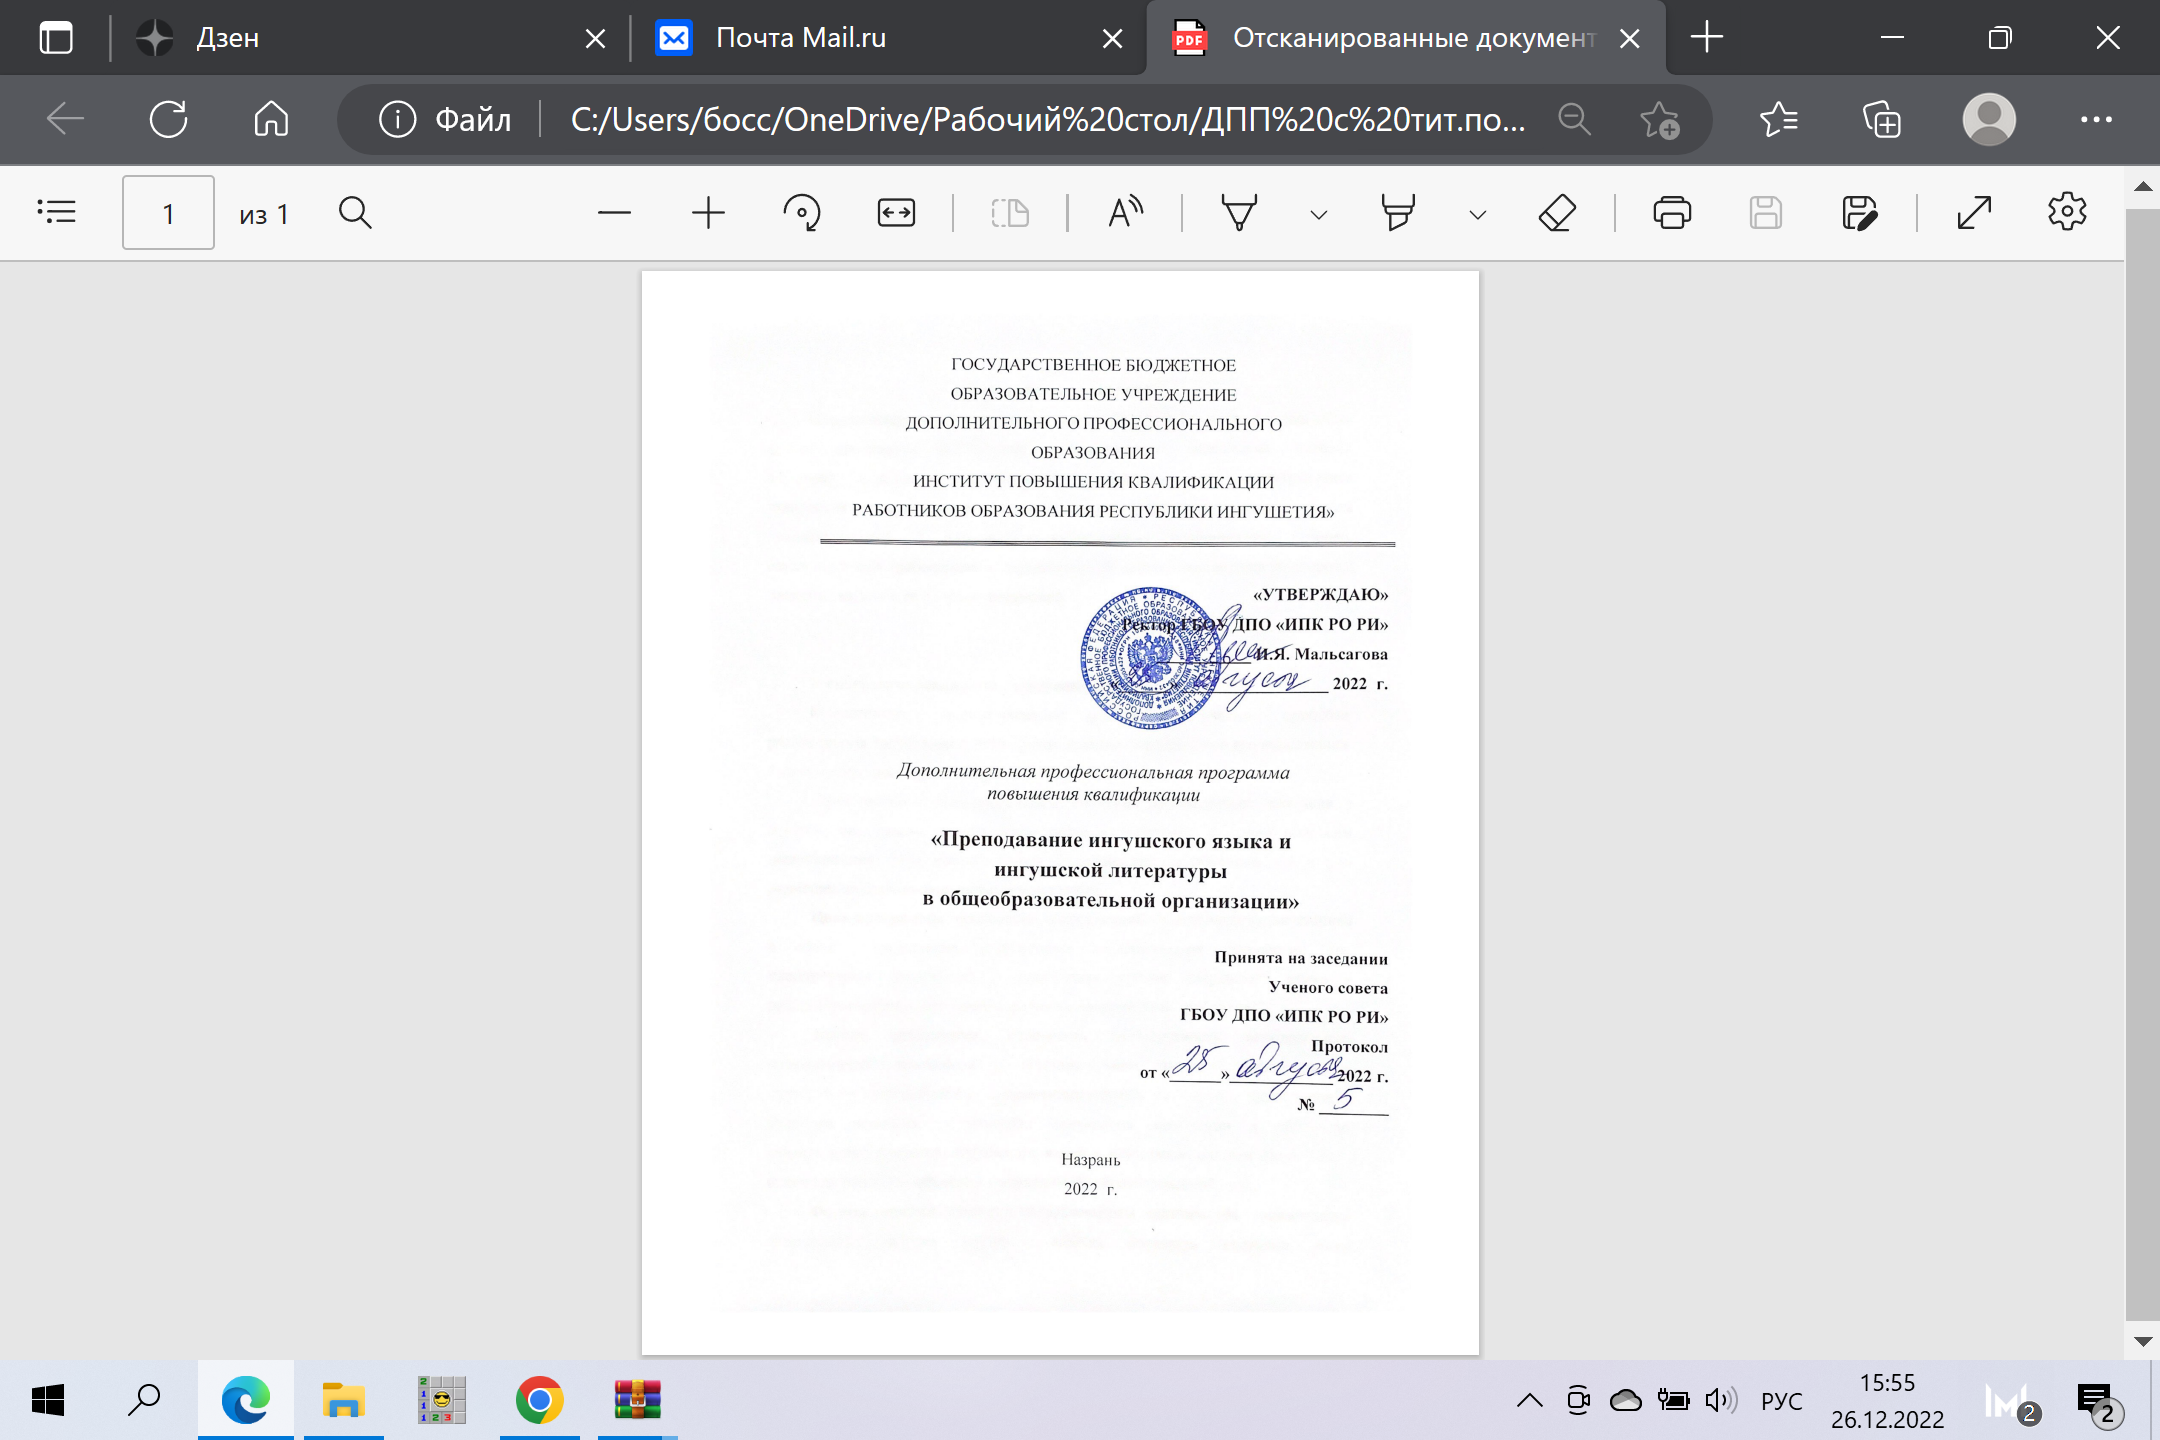 Дзен
Почта Mail.ru
Отсканированные документ
Файл
C:/Users/босс/OneDrive/Рабочий%20стол/ДПП%20с%20тит.по...
1 из 1
ГОСУДАРСТВЕННОЕ БЮДЖЕТНОЕ
ОБРАЗОВАТЕЛЬНОЕ УЧРЕЖДЕНИЕ
ДОПОЛНИТЕЛЬНОГО ПРОФЕССИОНАЛЬНОГО
ОБРАЗОВАНИЯ
ИНСТИТУТ ПОВЫШЕНИЯ КВАЛИФИКАЦИИ
РАБОТНИКОВ ОБРАЗОВАНИЯ РЕСПУБЛИКИ ИНГУШЕТИЯ»
«УТВЕРЖДАЮ»
Ректор ГБОУ ДПО «ИПК РО РИ»
И.Я. Мальсагова
2022 г.
Дополнительная профессиональная программа
повышения квалификации
«Преподавание ингушского языка и
ингушской литературы
в общеобразовательной организации»
Принята на заседании
Ученого совета
ГБОУ ДПО «ИПК РО РИ»
Протокол
от «25» августа 2022 г.
№ 5
Назрань
2022 г.
РУС
15:55
26.12.2022
2
2